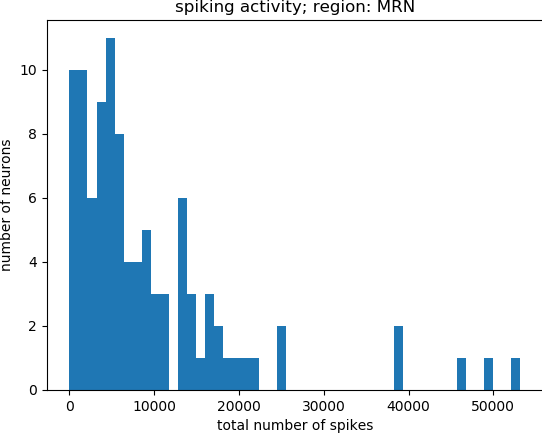 spiking activity; region: MRN
number of neurons
10
8
6
4
2
0
0 10000 20000 30000 40000 50000
total number of spikes